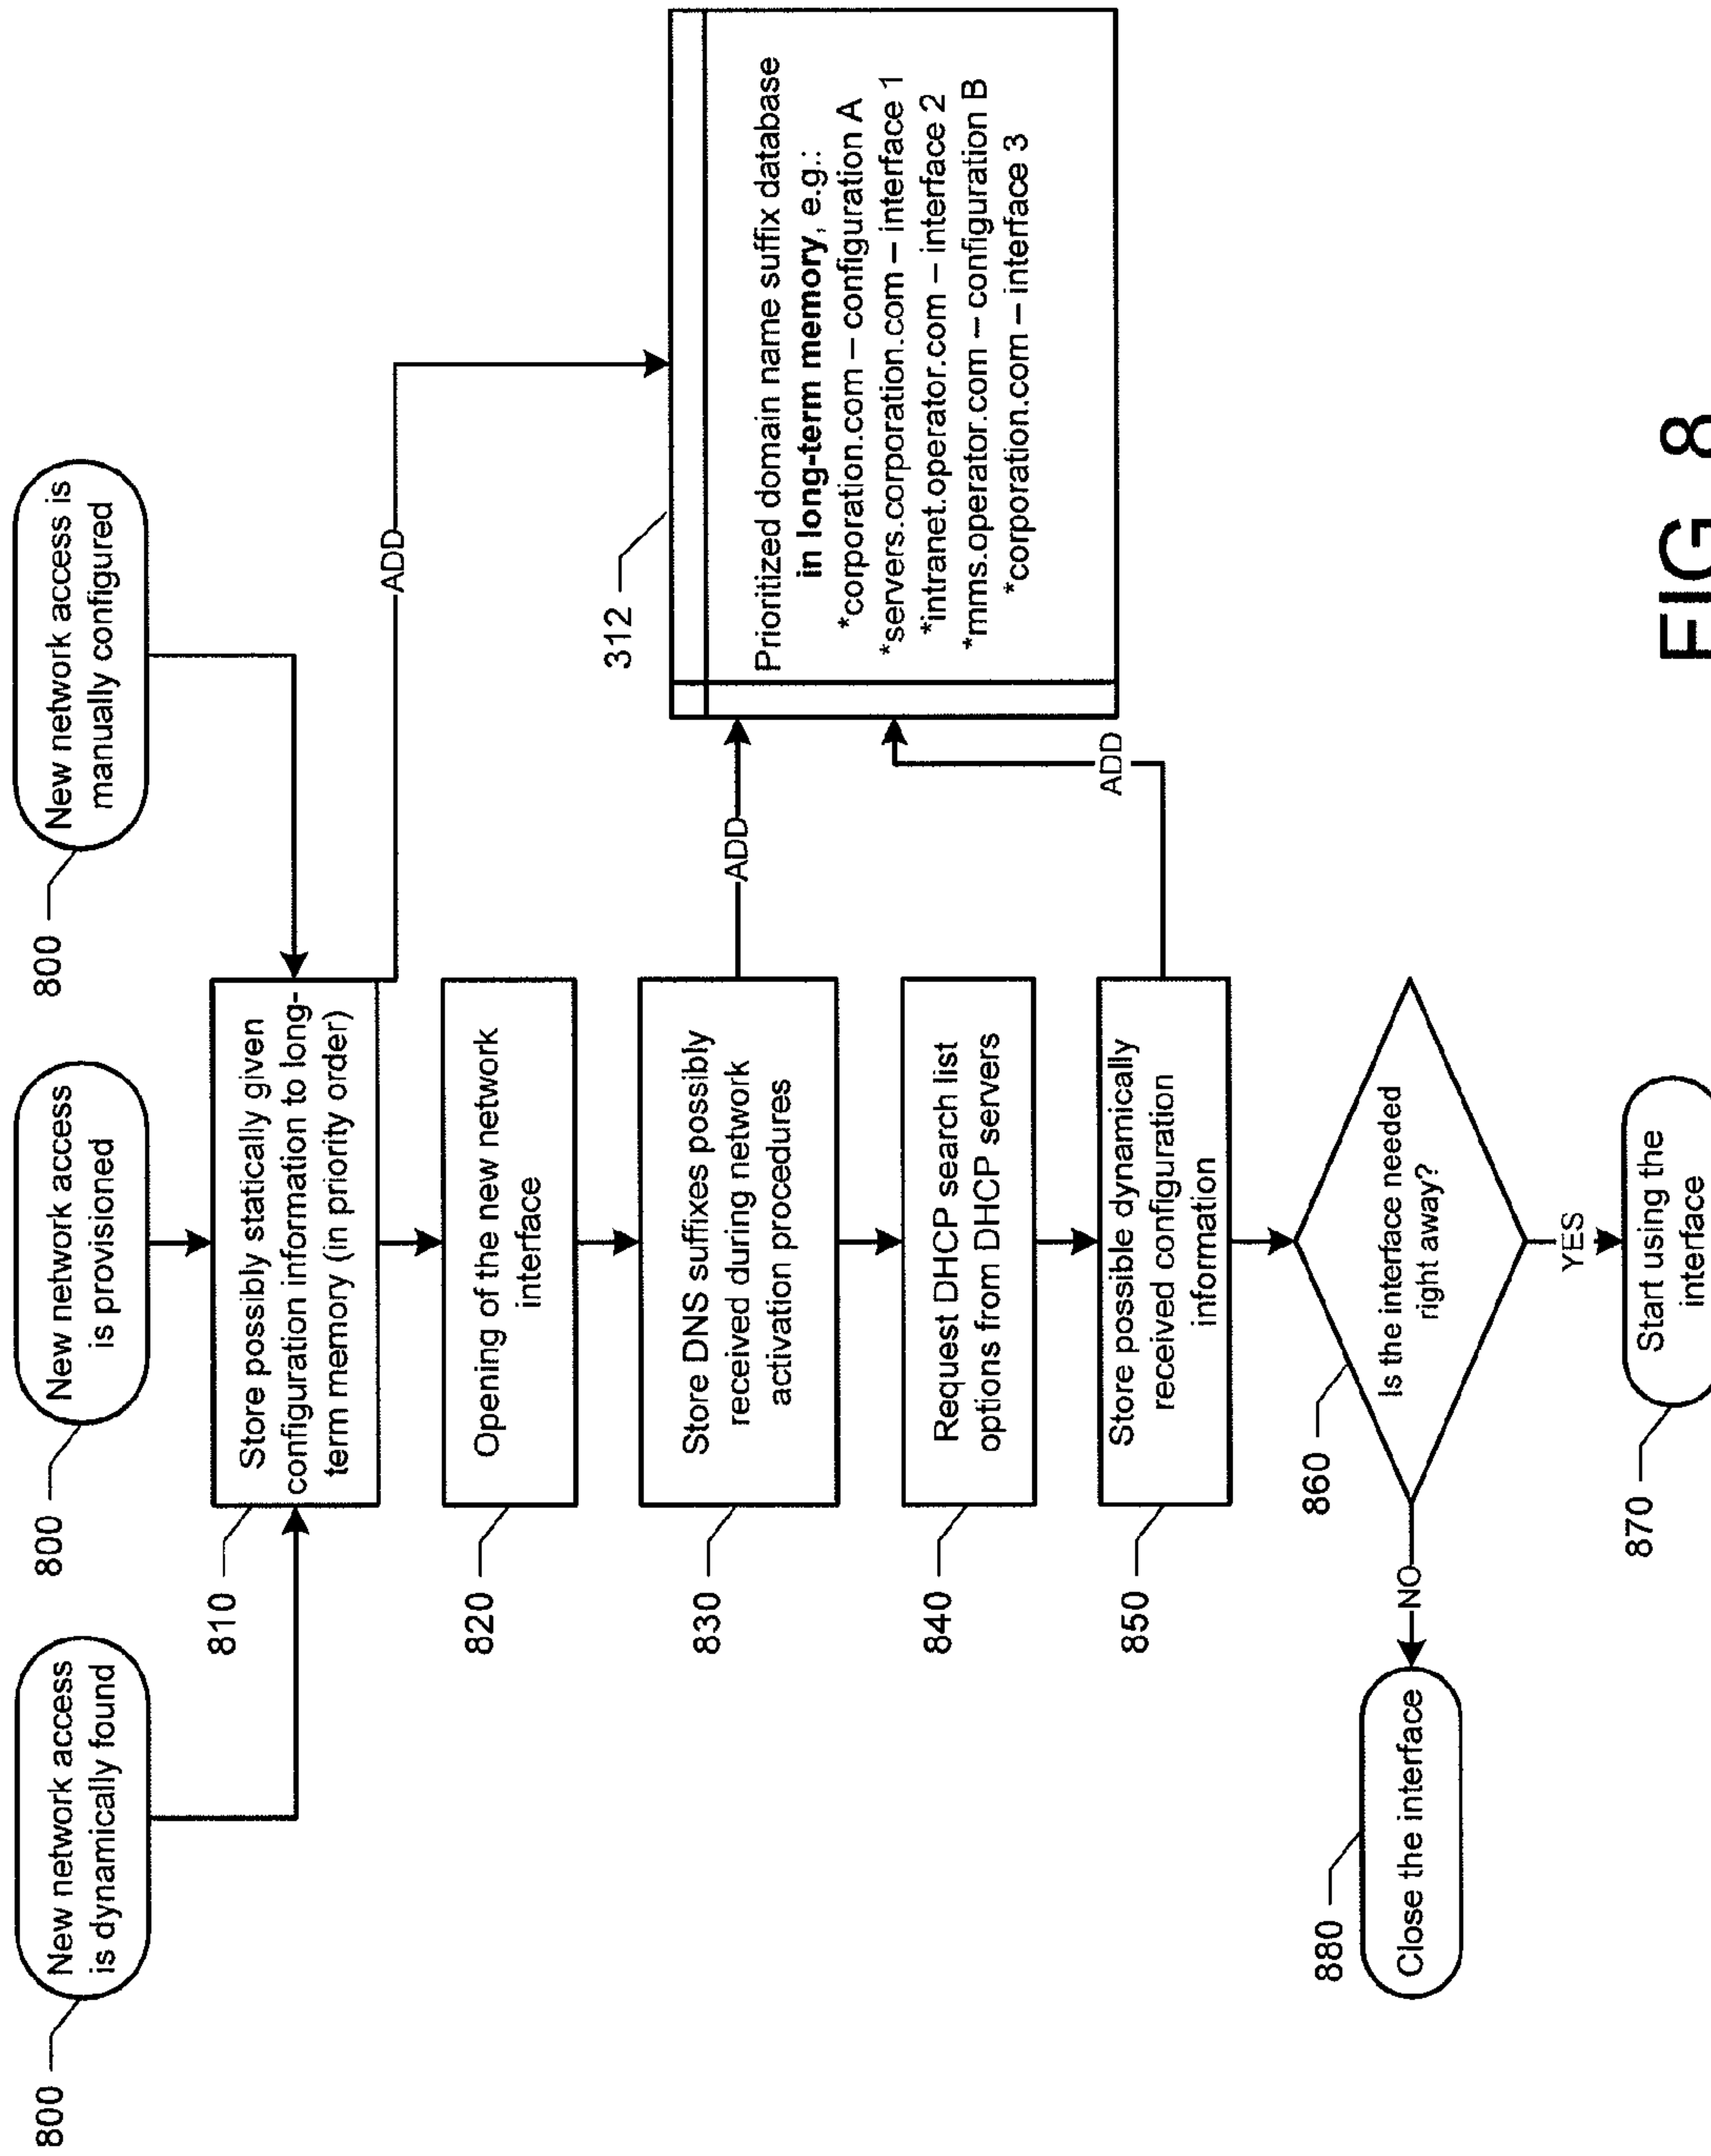 800
New network access
is dynamically found
800
New network access
is provisioned
800
New network access is
manually configured
810
Store possibly statically given
configuration information to long-
term memory (in priority order)
ADD
820
Opening of the new network
interface
830
Store DNS suffixes possibly
received during network
activation procedures
ADD
312
Prioritized domain name suffix database
in long-term memory, e.g.:
*corporation.com – configuration A
*servers.corporation.com – interface 1
*intranet.operator.com – interface 2
*mms.operator.com – configuration B
*corporation.com – interface 3
840
Request DHCP search list
options from DHCP servers
850
Store possible dynamically
received configuration
information
ADD
860
Is the interface needed
right away?
NO
880
Close the interface
YES
870
Start using the
interface
FIG 8